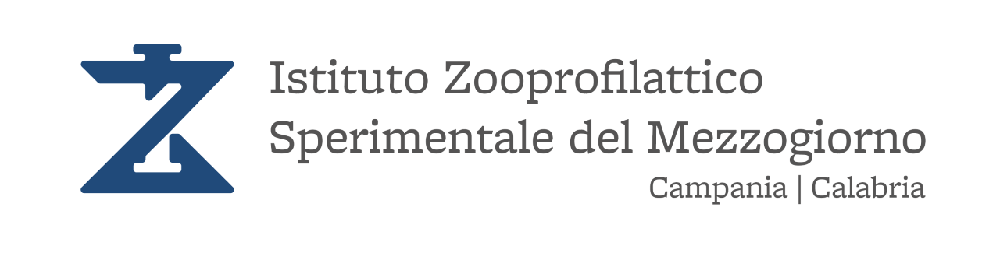 Istituto Zooprofilattico
Sperimentale del Mezzogiorno
Campania | Calabria